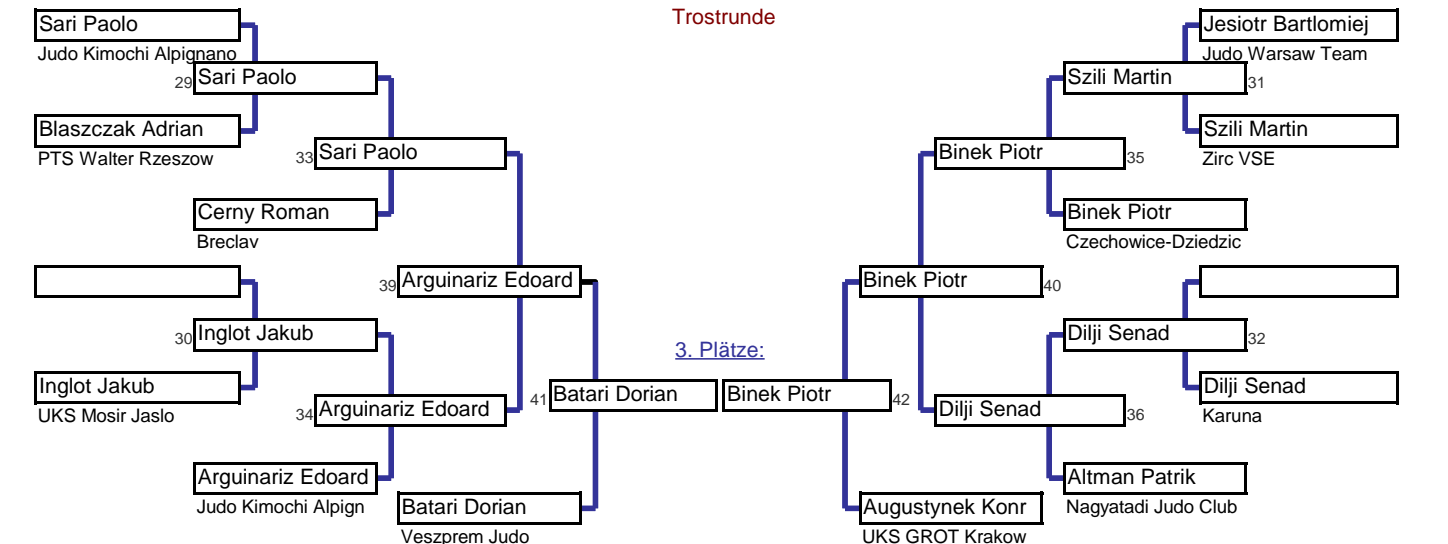 Trostrunde
Sari Paolo
Judo Kimochi Alpignano
29 Sari Paolo
Blaszczak Adrian
PTS Walter Rzeszow
33 Sari Paolo
Cerny Roman
Breclav
39 Arguinariz Edoard
30 Inglot Jakub
Inglot Jakub
UKS Mosir Jaslo
34 Arguinariz Edoard
Arguinariz Edoard
Judo Kimochi Alpign
Batari Dorian
Veszprem Judo
3. Plätze:
41 Batari Dorian
Binek Piotr 42
Jesiotr Bartlomiej
Judo Warsaw Team
Szili Martin 31
Szili Martin
Zirc VSE
Binek Piotr 35
Binek Piotr
Czechowice-Dziedzic
Binek Piotr 40
Dilji Senad 32
Dilji Senad
Karuna
Dilji Senad 36
Altman Patrik
Nagyatadi Judo Club
Augustynek Konr
UKS GROT Krakow